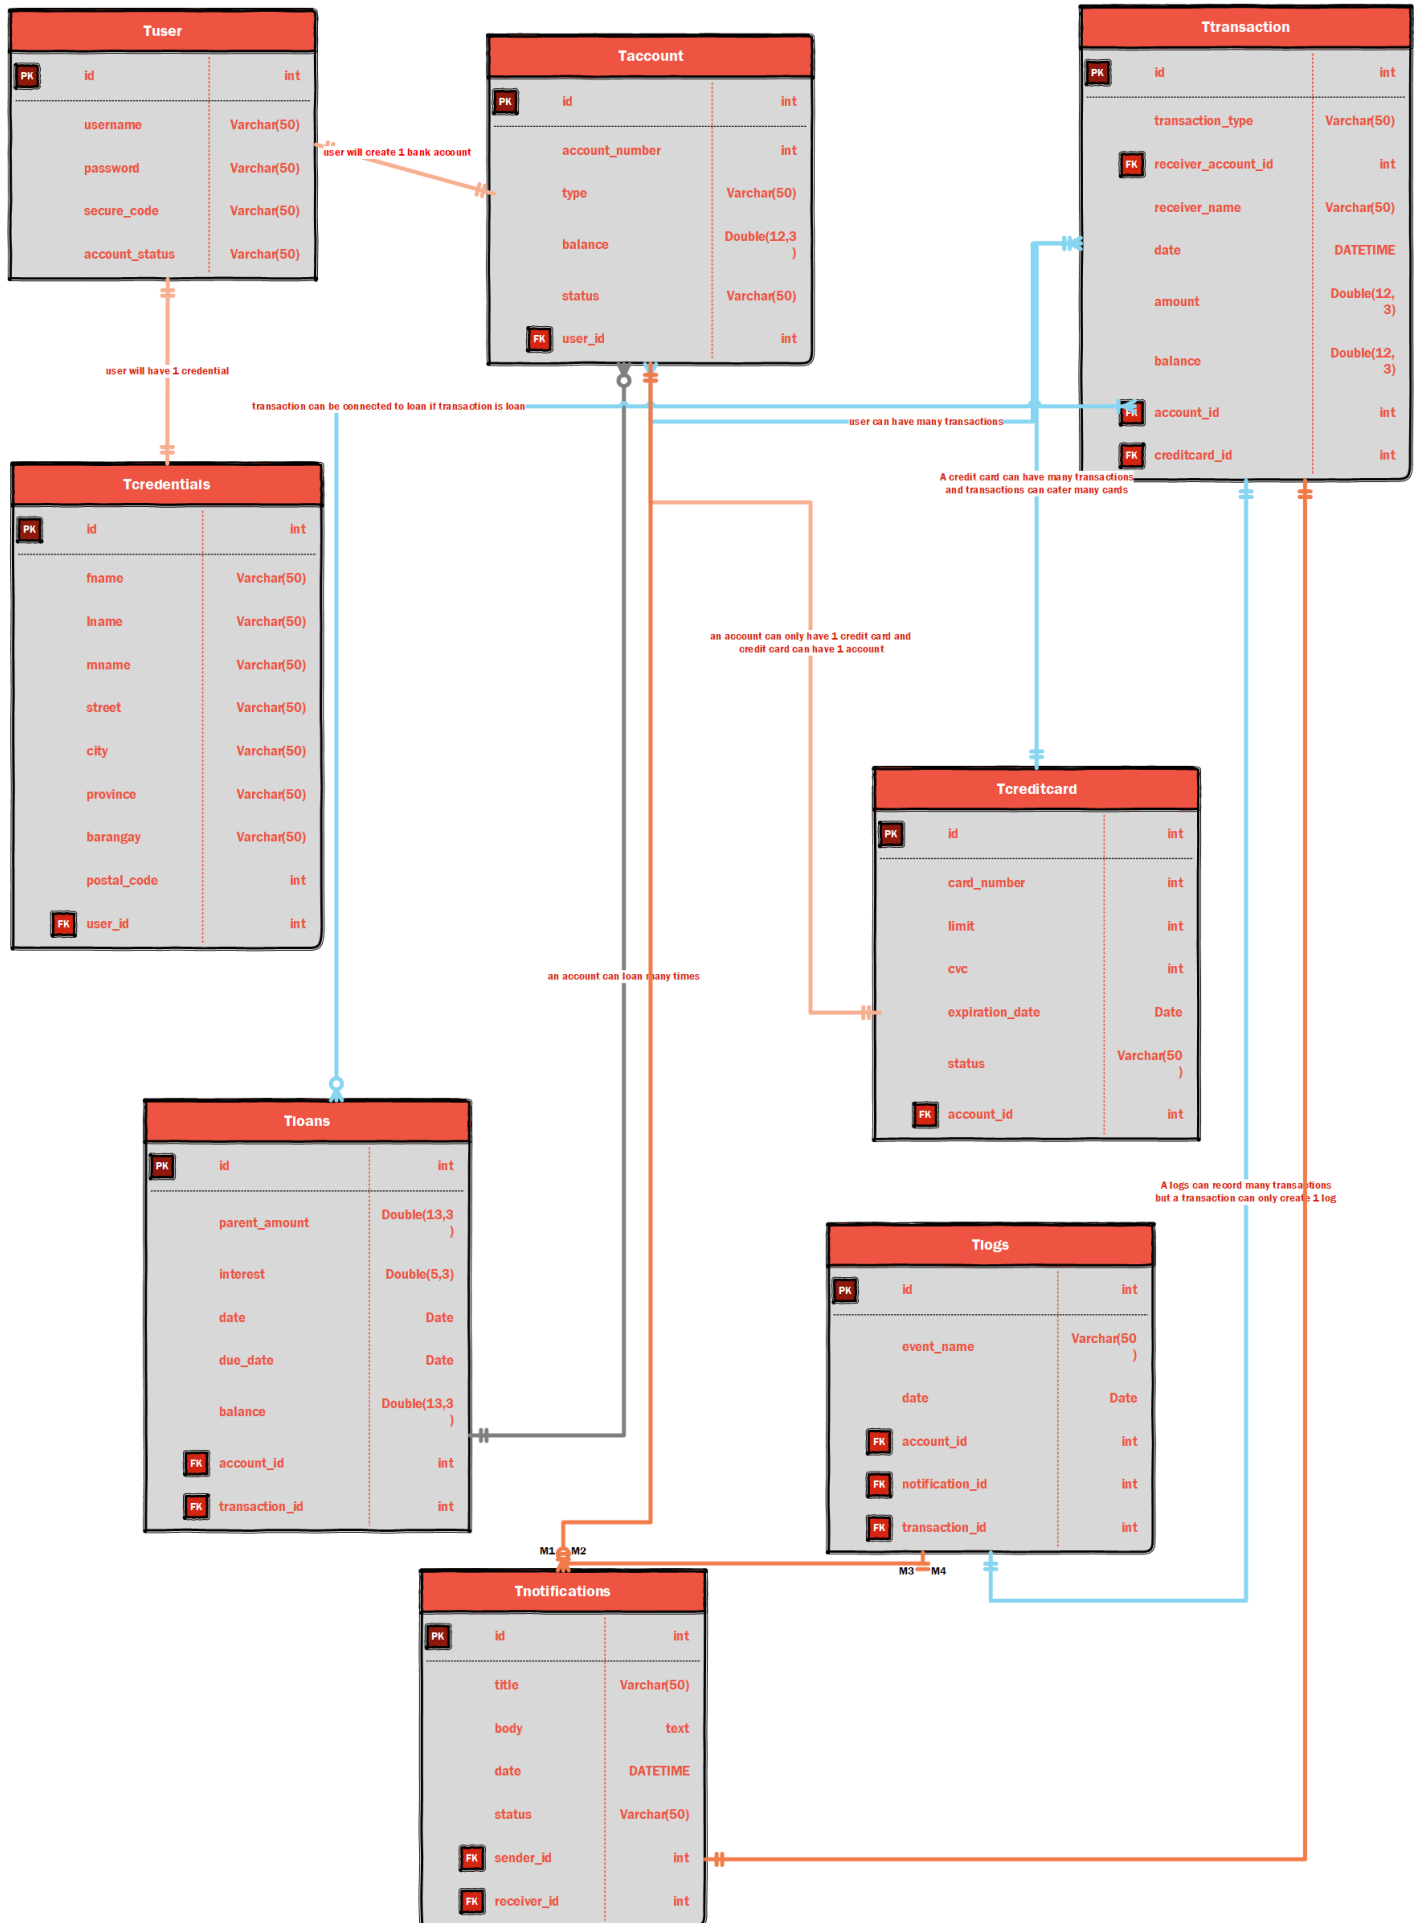 Tuser
PK id int
username Varchar(50)
password Varchar(50)
secure_code Varchar(50)
account_status Varchar(50)
user will create 1 bank account
Taccount
PK id int
account_number int
type Varchar(50)
balance Double(12,3
)
status Varchar(50)
FK user_id int
Ttransaction
PK id int
transaction_type Varchar(50)
FK receiver_account_id int
receiver_name Varchar(50)
date DATETIME
amount Double(12,
3)
balance Double(12,
3)
FK account_id int
FK creditcard_id int
user will have 1 credential
transaction can be connected to loan if transaction is loan
user can have many transactions
A credit card can have many transactions
and transactions can cater many cards
Tcredentials
PK id int
fname Varchar(50)
lname Varchar(50)
mname Varchar(50)
street Varchar(50)
city Varchar(50)
province Varchar(50)
barangay Varchar(50)
postal_code int
FK user_id int
an account can only have 1 credit card and
credit card can have 1 account
Tcreditcard
PK id int
card_number int
limit int
cvc int
expiration_date Date
status Varchar(50
)
FK account_id int
an account can loan many times
Tloans
PK id int
parent_amount Double(13,3
)
interest Double(5,3)
date Date
due_date Date
balance Double(13,3
)
FK account_id int
FK transaction_id int
A logs can record many transactions
but a transaction can only create 1 log
Tlogs
PK id int
event_name Varchar(50
)
date Date
FK account_id int
FK notification_id int
FK transaction_id int
M1 M2
M3 M4
Tnotifications
PK id int
title Varchar(50)
body text
date DATETIME
status Varchar(50)
FK sender_id int
FK receiver_id int